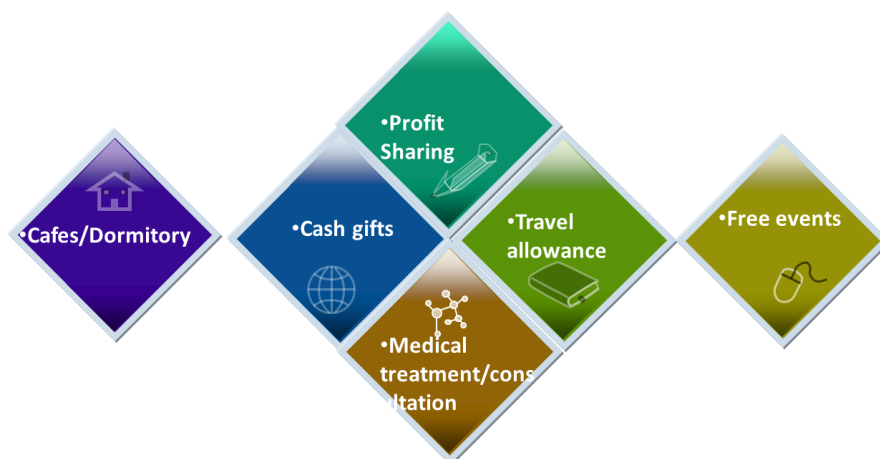 •Profit
Sharing
•Cafes/Dormitory
•Cash gifts
•Travel
allowance
•Free events
•Medical
treatment/cons
ultation